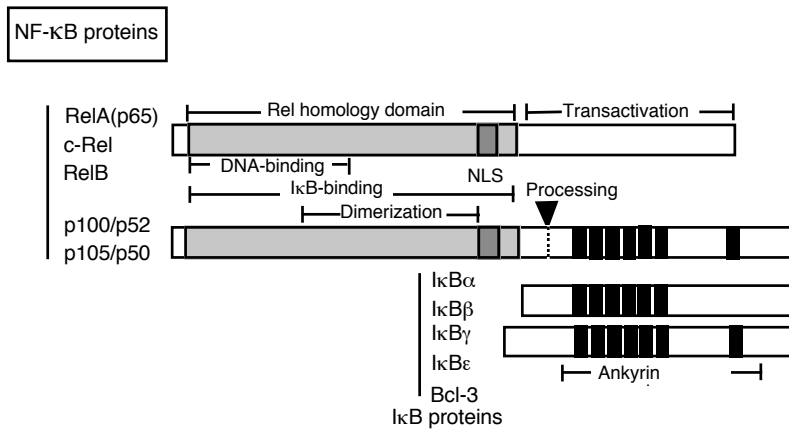 NF-κB proteins
RelA(p65)
c-Rel
RelB
p100/p52
p105/p50
Rel homology domain
Transactivation
DNA-binding
NLS
IκB-binding
Processing
Dimerization
IκBα
IκBβ
IκBγ
IκBε
Bcl-3
IκB proteins
Ankyrin